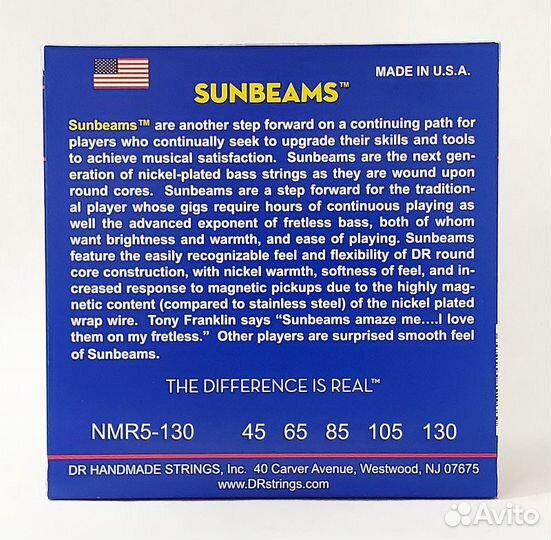 MADE IN U.S.A.
SUNBEAMS™
Sunbeams™ are another step forward on a continuing path for
players who continually seek to upgrade their skills and tools
to achieve musical satisfaction. Sunbeams are the next gen-
eration of nickel-plated bass strings as they are wound upon
round cores. Sunbeams are a step forward for the tradition-
al player whose gigs require hours of continuous playing as
well the advanced exponent of fretless bass, both of whom
want brightness and warmth, and ease of playing. Sunbeams
feature the easily recognizable feel and flexibility of DR round
core construction, with nickel warmth, softness of feel, and in-
creased response to magnetic pickups due to the highly mag-
netic content (compared to stainless steel) of the nickel plated
wrap wire. Tony Franklin says “Sunbeams amaze me....I love
them on my fretless.” Other players are surprised smooth feel
of Sunbeams.
THE DIFFERENCE IS REAL™
NMR5-130 45 65 85 105 130
DR HANDMADE STRINGS, Inc. 40 Carver Avenue, Westwood, NJ 07675
www.DRstrings.com
Avito